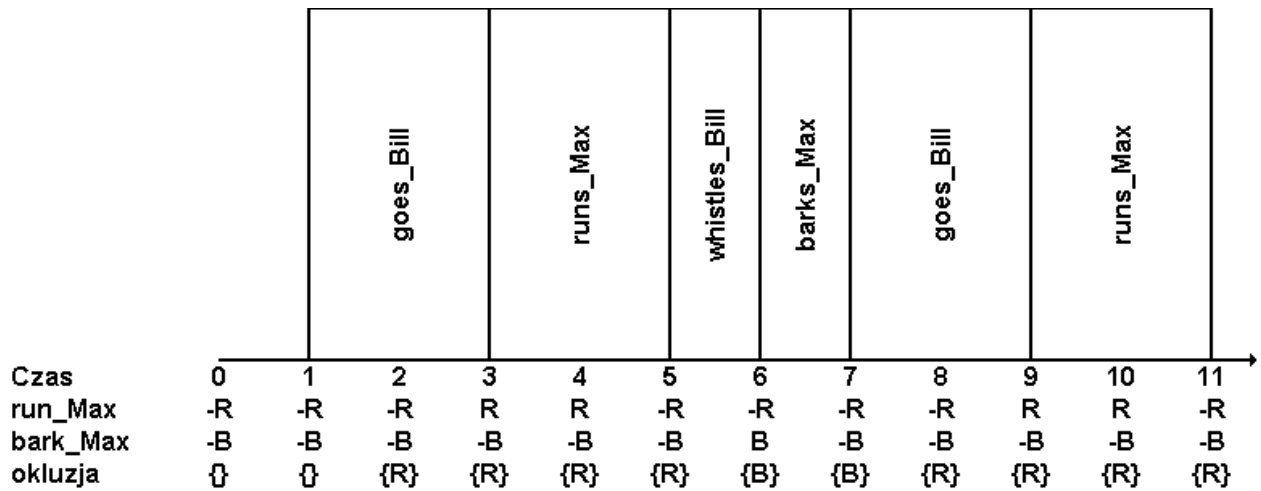 goes_Bill runs_Max whistles_Bill barks_Max goes_Bill runs_Max
Czas 0 1 2 3 4 5 6 7 8 9 10 11
run_Max -R -R -R R R -R -R -R -R R R -R
bark_Max -B -B -B -B -B -B B -B -B -B -B -B
okluzja {} {} {R} {R} {R} {R} {B} {B} {R} {R} {R} {R}